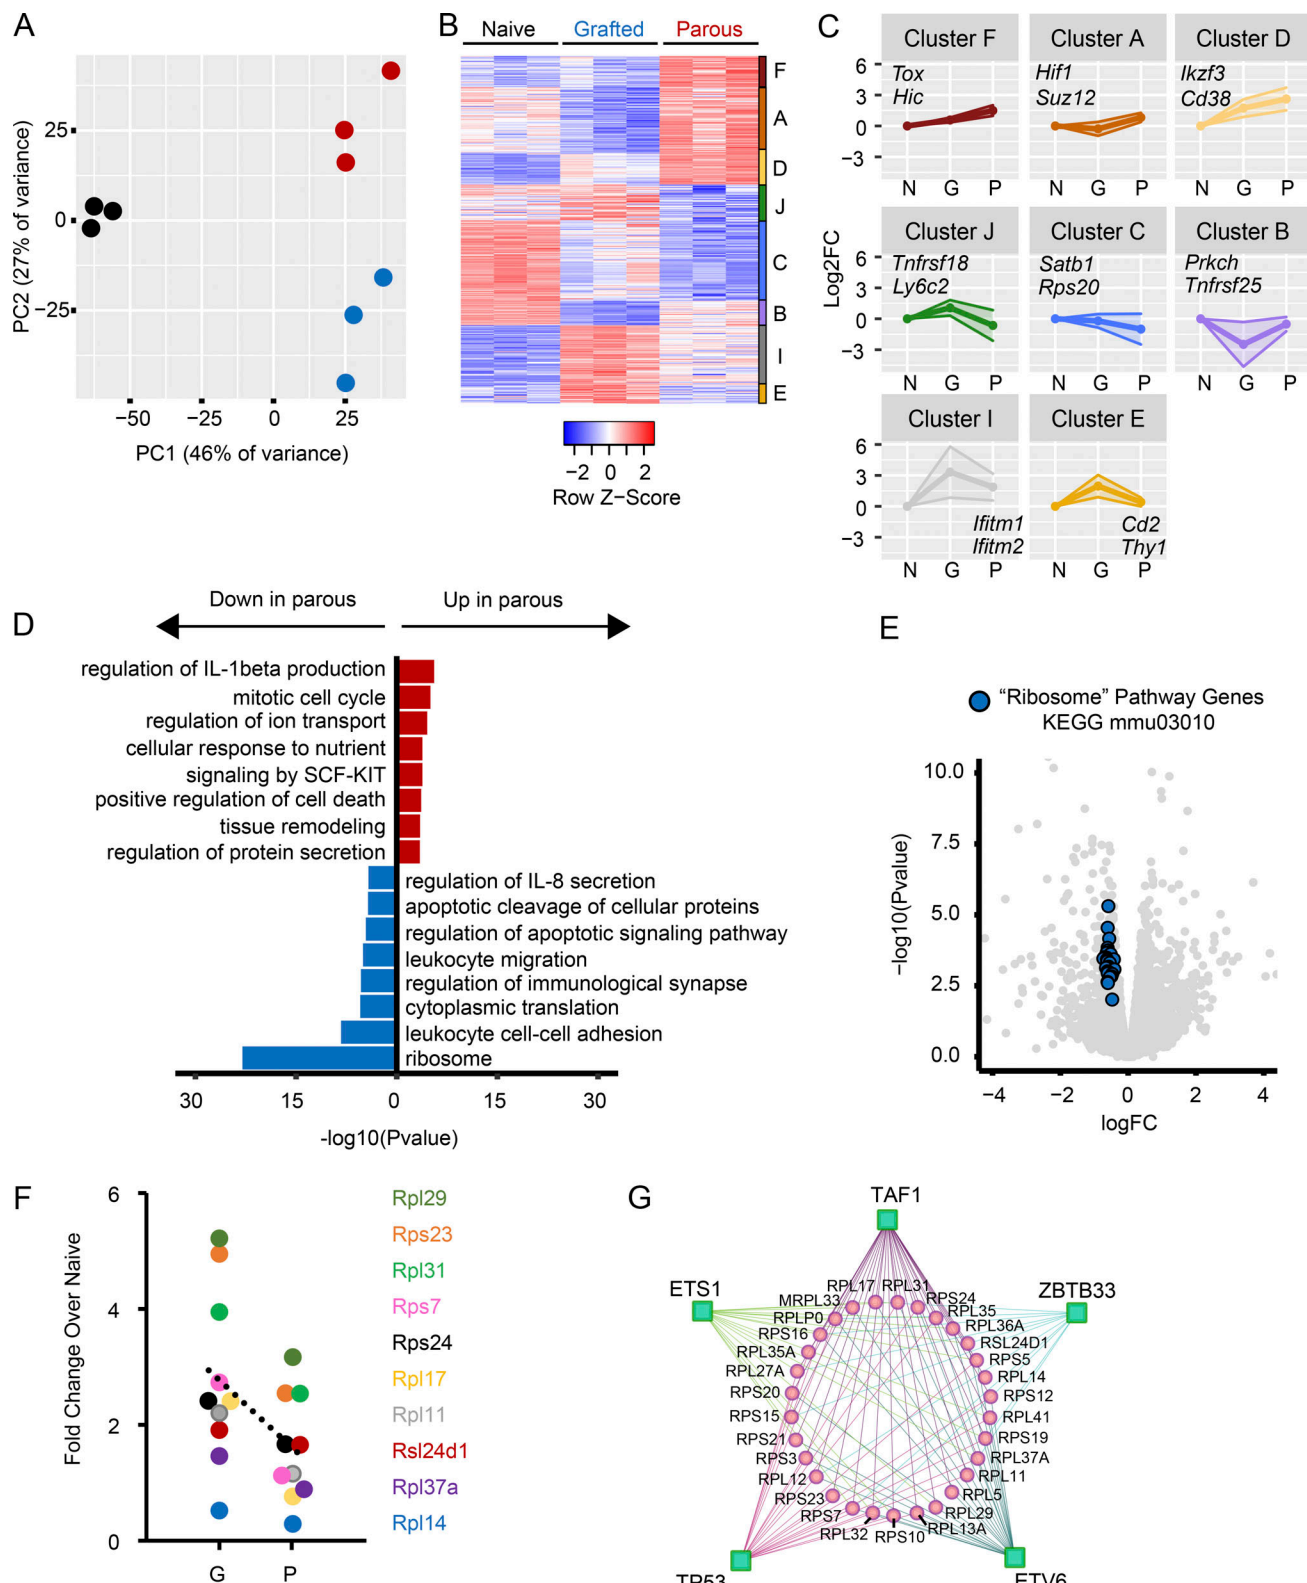 A
PC2 (27% of variance)
25
0
−25
−50
−25
0
25
PC1 (46% of variance)
B
Naive
Grafted
Parous
F
A
D
J
C
B
I
E
−2
0
2
Row Z−Score
C
Log2FC
Cluster F
Tox
Hic
6
3
0
−3
N G P
Cluster A
Hif1
Suz12
N G P
Cluster D
Ikzf3
Cd38
N G P
Cluster J
Tnfrsf18
Ly6c2
6
3
0
−3
N G P
Cluster C
Satb1
Rps20
N G P
Cluster B
Prkch
Tnfrsf25
N G P
Cluster I
6
3
0
−3
Ifitm1
Ifitm2
N G P
Cluster E
Cd2
Thy1
N G P
D
Down in parous
Up in parous
regulation of IL-1beta production
mitotic cell cycle
regulation of ion transport
cellular response to nutrient
signaling by SCF-KIT
positive regulation of cell death
tissue remodeling
regulation of protein secretion
regulation of IL-8 secretion
apoptotic cleavage of cellular proteins
regulation of apoptotic signaling pathway
leukocyte migration
regulation of immunological synapse
cytoplasmic translation
leukocyte cell-cell adhesion
ribosome
30
15
0
15
30
-log10(Pvalue)
E
“Ribosome” Pathway Genes
KEGG mmu03010
−log10(Pvalue)
10.0
7.5
5.0
2.5
0.0
−4
−2
0
2
4
logFC
F
Fold Change Over Naive
6
4
2
0
G
P
Rpl29
Rps23
Rpl31
Rps7
Rps24
Rpl17
Rpl11
Rsl24d1
Rpl37a
Rpl14
G
TAF1
ETS1
ZBTB33
TP53
ETV6
RPL17
RPL31
RPS24
RPL35
RPL36A
RSL24D1
RPS5
RPL14
RPS12
RPL41
RPS19
RPL37A
RPL11
RPL5
RPL29
RPL13A
RPS10
RPL32
RPS7
RPS23
RPL12
RPS3
RPS21
RPS15
RPS20
RPL27A
RPL35A
RPS16
RPLP0
MRPL33